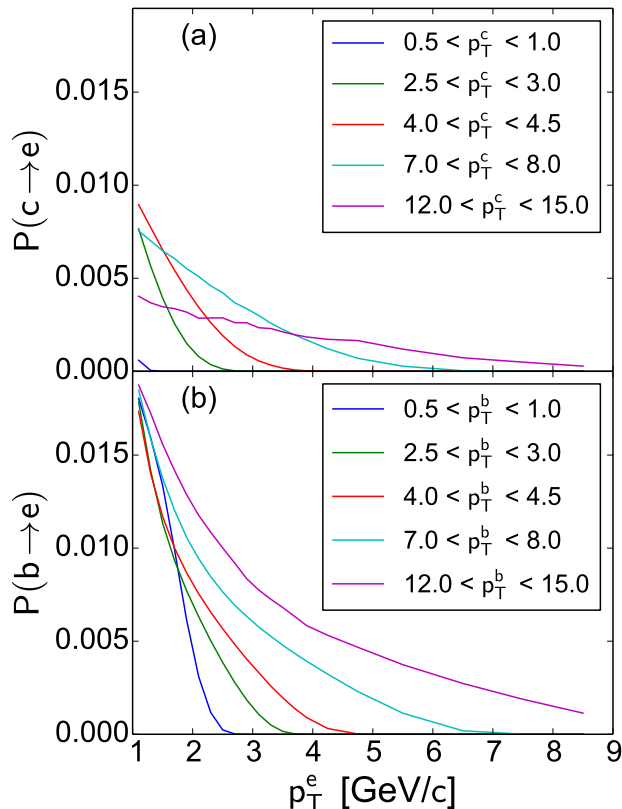 (a)
0.5 < p_T^c < 1.0
2.5 < p_T^c < 3.0
4.0 < p_T^c < 4.5
7.0 < p_T^c < 8.0
12.0 < p_T^c < 15.0
P(c→e)
0.015
0.010
0.005
0.000
(b)
0.5 < p_T^b < 1.0
2.5 < p_T^b < 3.0
4.0 < p_T^b < 4.5
7.0 < p_T^b < 8.0
12.0 < p_T^b < 15.0
P(b→e)
0.015
0.010
0.005
0.000
1 2 3 4 5 6 7 8 9
p_T^e [GeV/c]